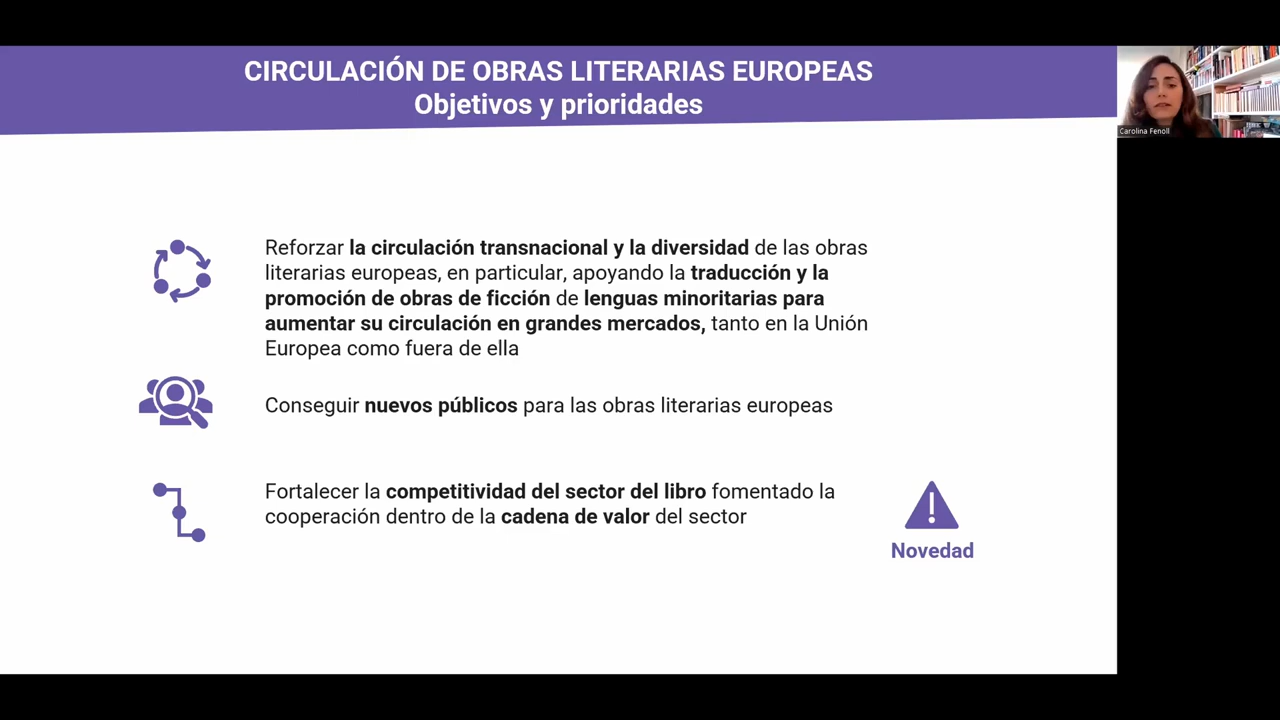 CIRCULACIÓN DE OBRAS LITERARIAS EUROPEAS
Objetivos y prioridades
Carolina Fenoll
Reforzar la circulación transnacional y la diversidad de las obras
literarias europeas, en particular, apoyando la traducción y la
promoción de obras de ficción de lenguas minoritarias para
aumentar su circulación en grandes mercados, tanto en la Unión
Europea como fuera de ella
Conseguir nuevos públicos para las obras literarias europeas
Fortalecer la competitividad del sector del libro fomentado la
cooperación dentro de la cadena de valor del sector
Novedad